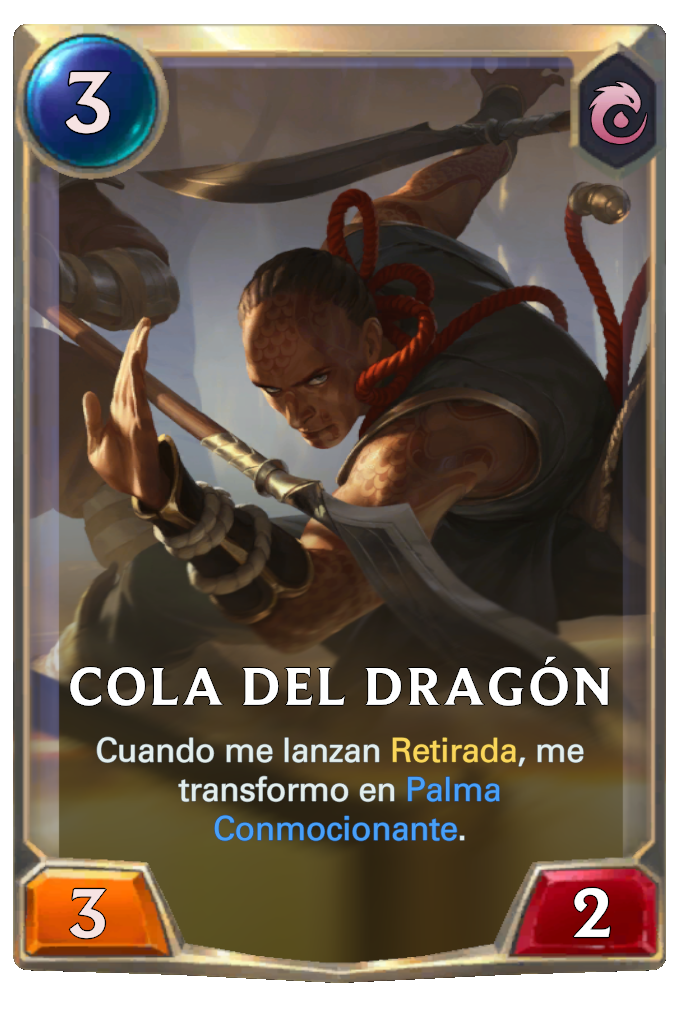 3
COLA DEL DRAGÓN
Cuando me lanzan Retirada, me
transformo en Palma
Conmocionante.
3
2